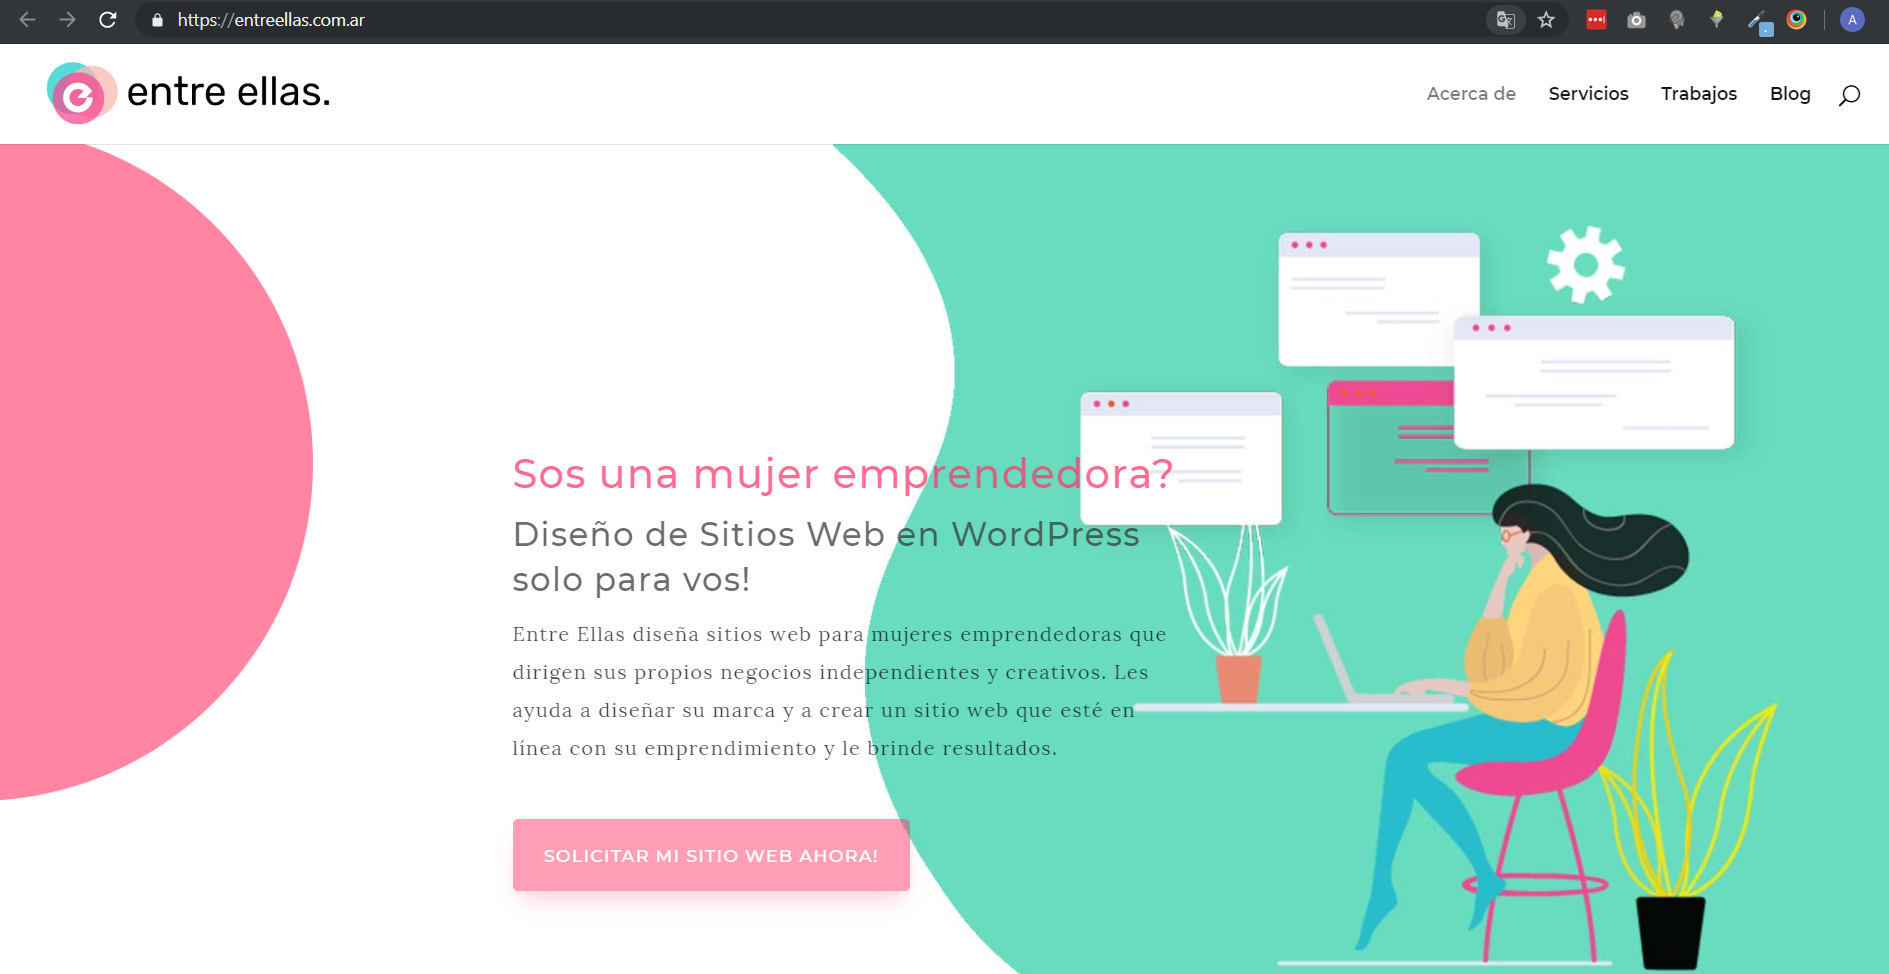 https://entreellas.com.ar
A
e entre ellas.
Acerca de Servicios Trabajos Blog
Sos una mujer emprendedora?
Diseño de Sitios Web en WordPress
solo para vos!
Entre Ellas diseña sitios web para mujeres emprendedoras que
dirigen sus propios negocios independientes y creativos. Les
ayuda a diseñar su marca y a crear un sitio web que esté en
línea con su emprendimiento y le brinde resultados.
SOLICITAR MI SITIO WEB AHORA!